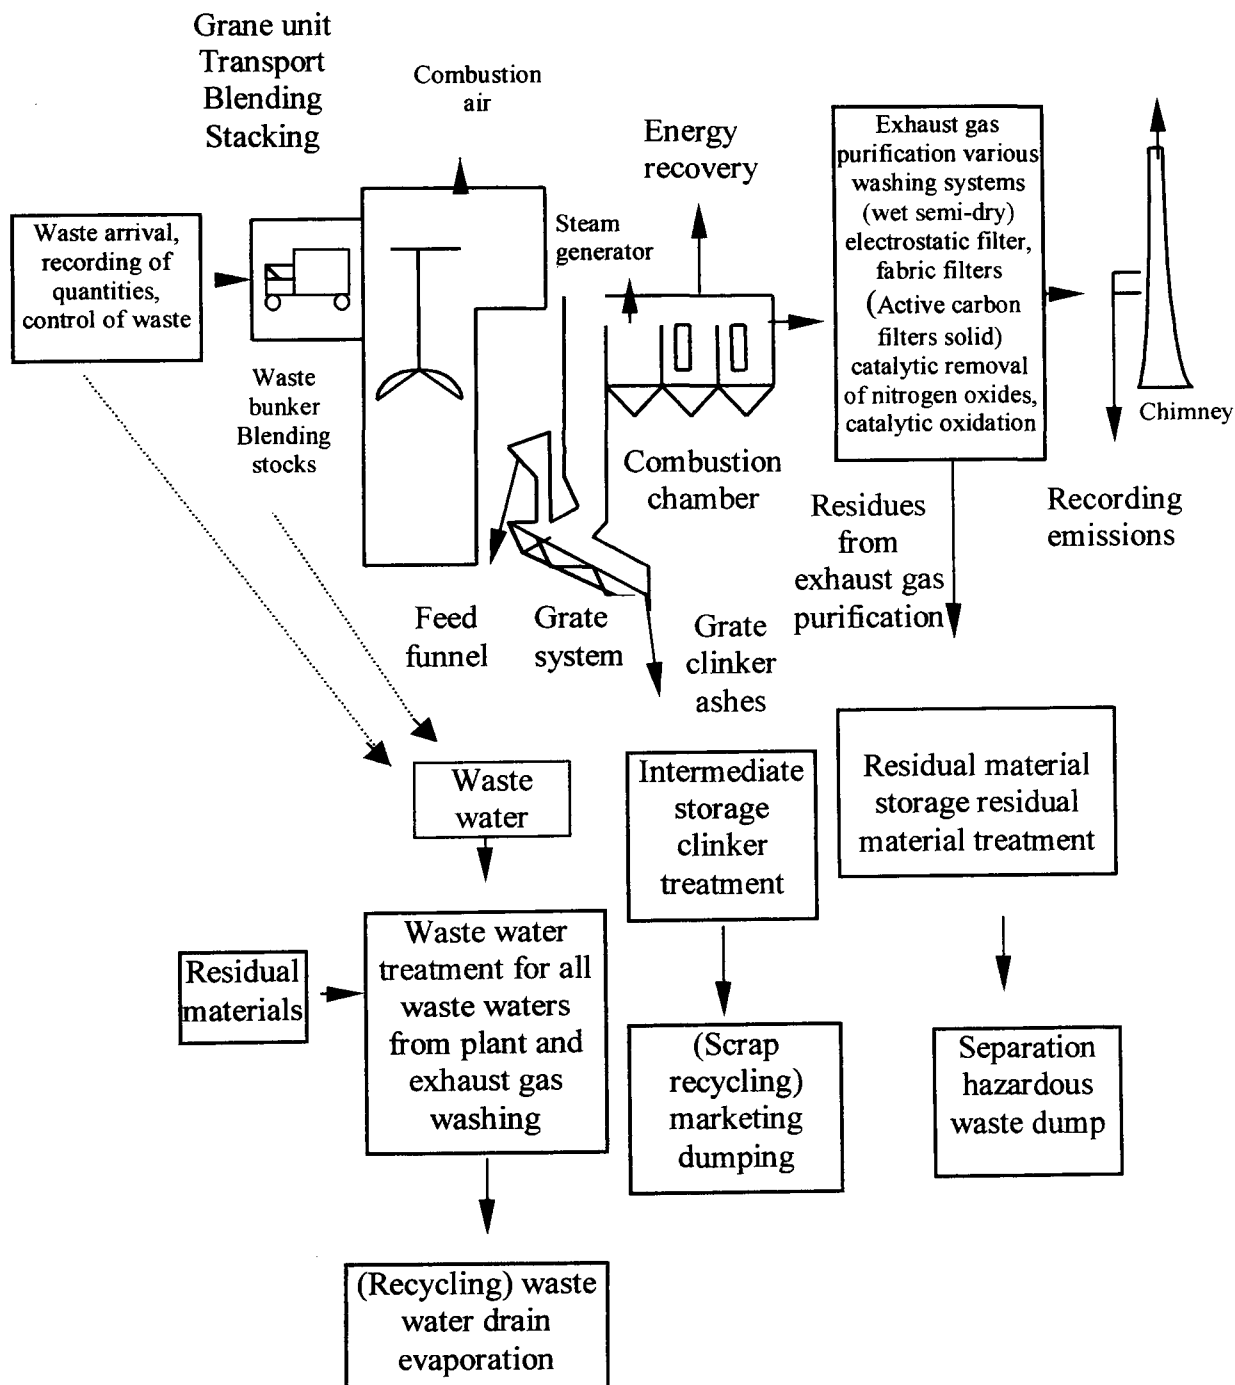 Grane unit
Transport
Blending
Stacking
Combustion
air
Energy
recovery
Exhaust gas
purification various
washing systems
(wet semi-dry)
electrostatic filter,
fabric filters
(Active carbon
filters solid)
catalytic removal
of nitrogen oxides,
catalytic oxidation
Waste arrival,
recording of
quantities,
control of waste
Steam
generator
Waste
bunker
Blending
stocks
Chimney
Combustion
chamber
Residues
from
exhaust gas
purification
Recording
emissions
Feed
funnel
Grate
system
Grate
clinker
ashes
Waste
water
Intermediate
storage
clinker
treatment
Residual material
storage residual
material treatment
Residual
materials
Waste water
treatment for all
waste waters
from plant and
exhaust gas
washing
(Scrap
recycling)
marketing
dumping
Separation
hazardous
waste dump
(Recycling) waste
water drain
evaporation